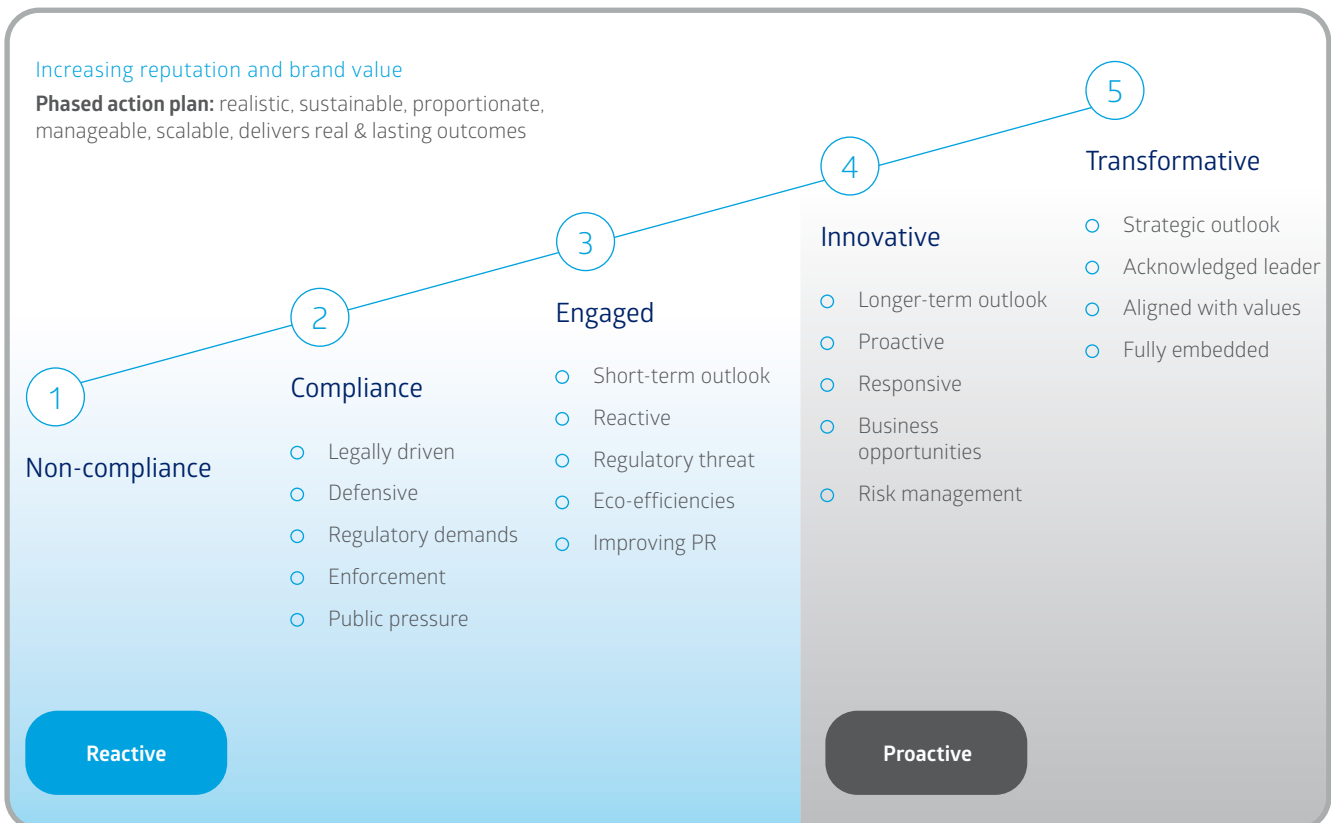 Increasing reputation and brand value
Phased action plan: realistic, sustainable, proportionate,
manageable, scalable, delivers real & lasting outcomes
1
Non-compliance
2
Compliance
Legally driven
Defensive
Regulatory demands
Enforcement
Public pressure
3
Engaged
Short-term outlook
Reactive
Regulatory threat
Eco-efficiencies
Improving PR
4
Innovative
Longer-term outlook
Proactive
Responsive
Business
opportunities
Risk management
5
Transformative
Strategic outlook
Acknowledged leader
Aligned with values
Fully embedded
Reactive
Proactive